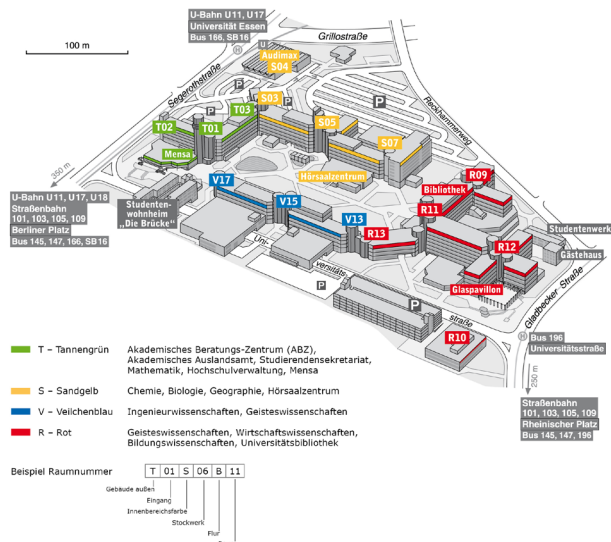 U-Bahn U11, U17
Universität Essen
Bus 166, SB16
H
100 m
Grillostraße
U
Audimax
S04
Segerothstraße
P
S03
P
T03
P
T02
T01
S05
P
Reckhammerweg
Mensa
S07
350 m
Hörsaalzentrum
R09
V17
Bibliothek
U-Bahn U11, U17, U18
Straßenbahn
101, 103, 105, 109
Berliner Platz
Bus 145, 147, 166, SB16
Studenten-
wohnheim
„Die Brücke“
V15
R11
V13
R13
R12
Studentenwerk
Gästehaus
Uni-
versitäts
straße
P
P
Glaspavillon
Gladbecker Straße
R10
H
Bus 196
Universitätsstraße
250 m
Straßenbahn
101, 103, 105, 109
Rheinischer Platz
Bus 145, 147, 196
T – Tannengrün
Akademisches Beratungs-Zentrum (ABZ),
Akademisches Auslandsamt, Studierendensekretariat,
Mathematik, Hochschulverwaltung, Mensa
S – Sandgelb
Chemie, Biologie, Geographie, Hörsaalzentrum
V – Veilchenblau
Ingenieurwissenschaften, Geisteswissenschaften
R – Rot
Geisteswissenschaften, Wirtschaftswissenschaften,
Bildungswissenschaften, Universitätsbibliothek
Beispiel Raumnummer
T 01 S 06 B 11
Gebäude außen
Eingang
Innenbereichsfarbe
Stockwerk
Flur